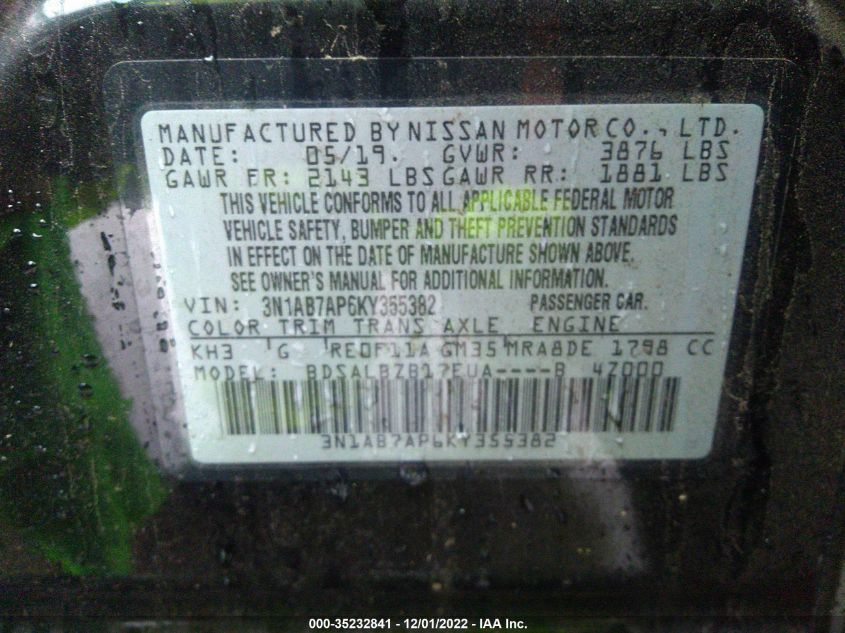 MANUFACTURED BY NISSAN MOTOR CO., LTD.
DATE: 05/19. GVWR: 3876 LBS
GAWR FR: 2143 LBS GAWR RR: 1881 LBS
THIS VEHICLE CONFORMS TO ALL APPLICABLE FEDERAL MOTOR
VEHICLE SAFETY, BUMPER AND THEFT PREVENTION STANDARDS
IN EFFECT ON THE DATE OF MANUFACTURE SHOWN ABOVE.
SEE OWNER'S MANUAL FOR ADDITIONAL INFORMATION.
VIN: 3N1AB7AP6KY355382 PASSENGER CAR.
COLOR TRIM TRANS AXLE ENGINE
KH3 G RE0F11A GM35 MRA8DE 1798 CC
MODEL: BDSALBZB17EUA----B 4Z000
3N1AB7AP6KY355382
000-35232841 - 12/01/2022 - IAA Inc.